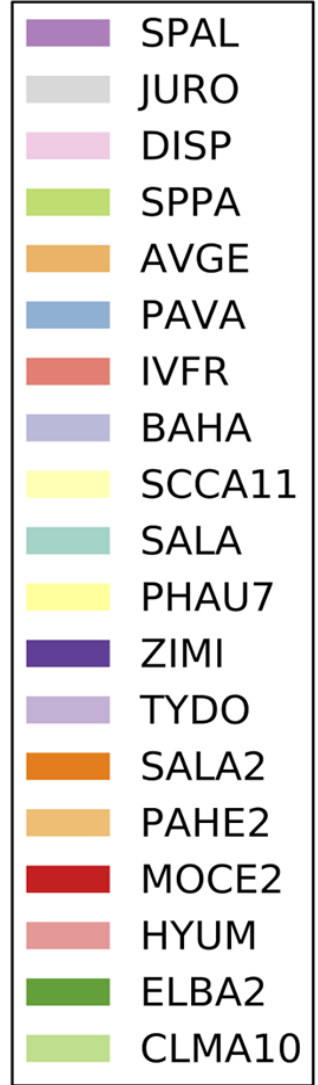 SPAL
JURO
DISP
SPPA
AVGE
PAVA
IVFR
BAHA
SCCA11
SALA
PHAU7
ZIMI
TYDO
SALA2
PAHE2
MOCE2
HYUM
ELBA2
CLMA10